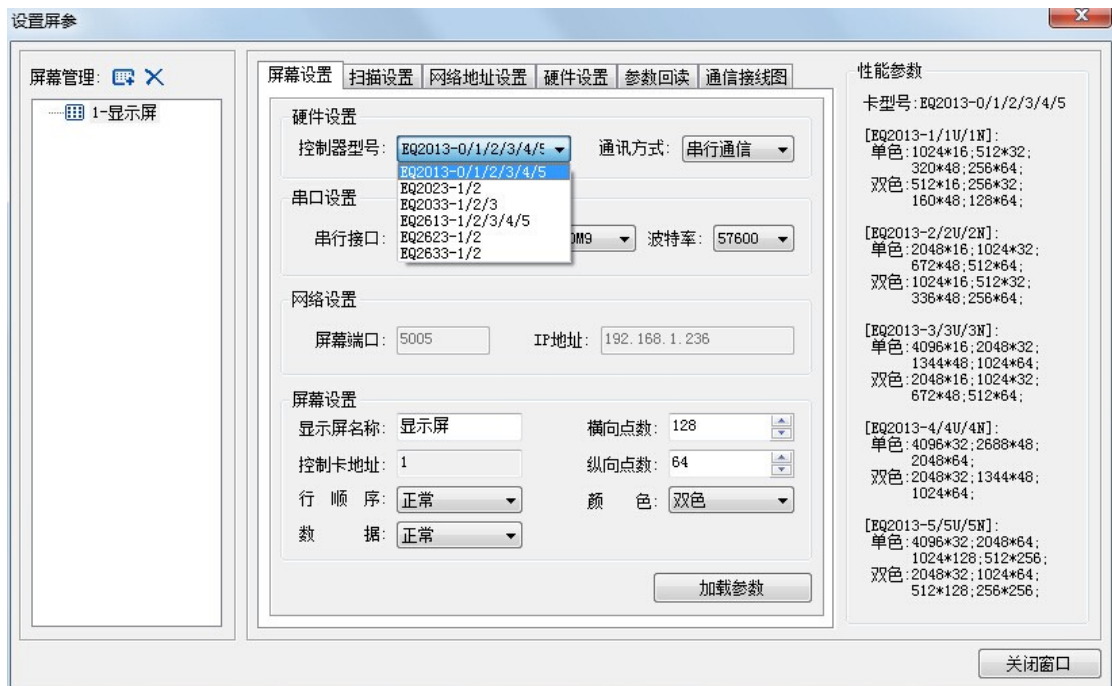 设置屏参
屏幕管理:
1-显示屏
屏幕设置 扫描设置 网络地址设置 硬件设置 参数回读 通信接线图
硬件设置
控制器型号: EQ2013-0/1/2/3/4/5 通讯方式: 串行通信
EQ2013-0/1/2/3/4/5
EQ2023-1/2
EQ2033-1/2/3
EQ2613-1/2/3/4/5
EQ2623-1/2
EQ2633-1/2
串口设置
串行接口: OM9 波特率: 57600
网络设置
屏幕端口: 5005 IP地址: 192.168.1.236
屏幕设置
显示屏名称: 显示屏 横向点数: 128
控制卡地址: 1 纵向点数: 64
行 顺 序: 正常 颜 色: 双色
数 据: 正常
加载参数
性能参数
卡型号:EQ2013-0/1/2/3/4/5
[EQ2013-1/1U/1N]:
单色:1024*16;512*32;
320*48;256*64;
双色:512*16;256*32;
160*48;128*64;
[EQ2013-2/2U/2N]:
单色:2048*16;1024*32;
672*48;512*64;
双色:1024*16;512*32;
336*48;256*64;
[EQ2013-3/3U/3N]:
单色:4096*16;2048*32;
1344*48;1024*64;
双色:2048*16;1024*32;
672*48;512*64;
[EQ2013-4/4U/4N]:
单色:4096*32;2688*48;
2048*64;
双色:2048*32;1344*48;
1024*64;
[EQ2013-5/5U/5N]:
单色:4096*32;2048*64;
1024*128;512*256;
双色:2048*32;1024*64;
512*128;256*256;
关闭窗口